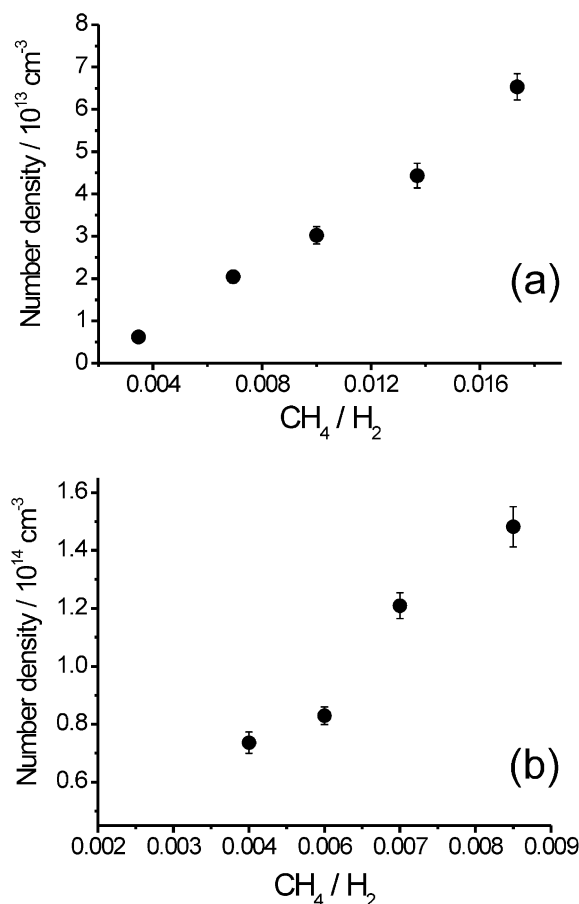 8
7
6
5
4
3
2
1
0
Number density / 10¹³ cm⁻³
(a)
0.004 0.008 0.012 0.016
CH₄ / H₂
1.6
1.4
1.2
1.0
0.8
0.6
Number density / 10¹⁴ cm⁻³
(b)
0.002 0.003 0.004 0.006 0.007 0.008 0.009
CH₄ / H₂